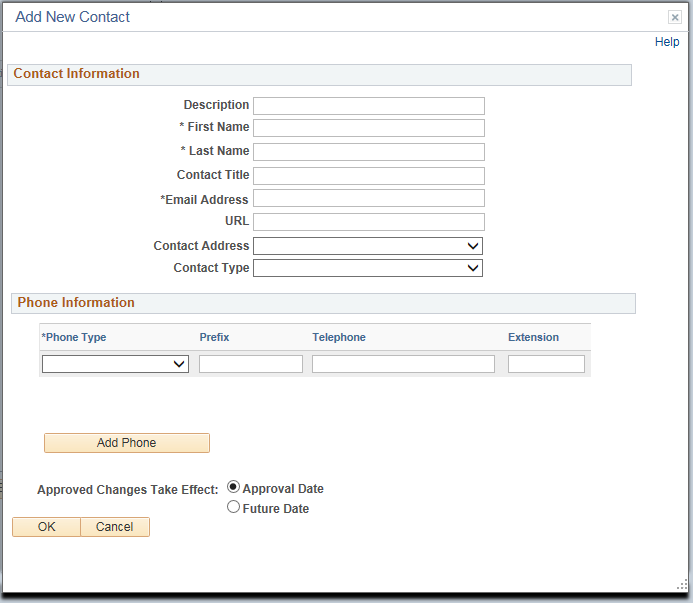 Add New Contact
Help
Contact Information
Description
* First Name
* Last Name
Contact Title
*Email Address
URL
Contact Address
Contact Type
Phone Information
*Phone Type Prefix Telephone Extension
Add Phone
Approved Changes Take Effect: Approval Date
Future Date
OK Cancel